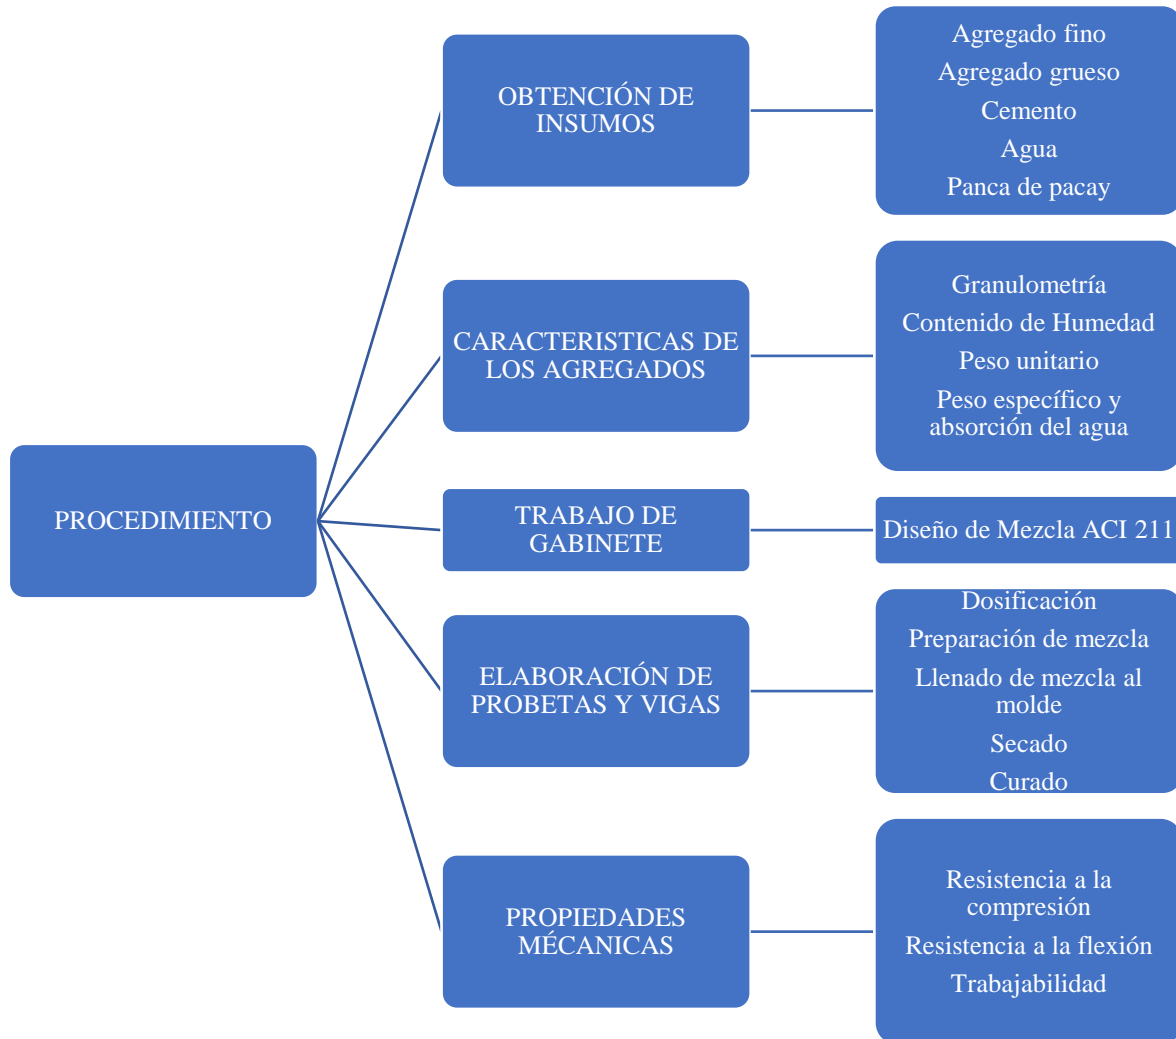 PROCEDIMIENTO
OBTENCIÓN DE
INSUMOS
Agregado fino
Agregado grueso
Cemento
Agua
Panca de pacay
CARACTERISTICAS DE
LOS AGREGADOS
Granulometría
Contenido de Humedad
Peso unitario
Peso específico y
absorción del agua
TRABAJO DE
GABINETE
Diseño de Mezcla ACI 211
ELABORACIÓN DE
PROBETAS Y VIGAS
Dosificación
Preparación de mezcla
Llenado de mezcla al
molde
Secado
Curado
PROPIEDADES
MÉCANICAS
Resistencia a la
compresión
Resistencia a la flexión
Trabajabilidad